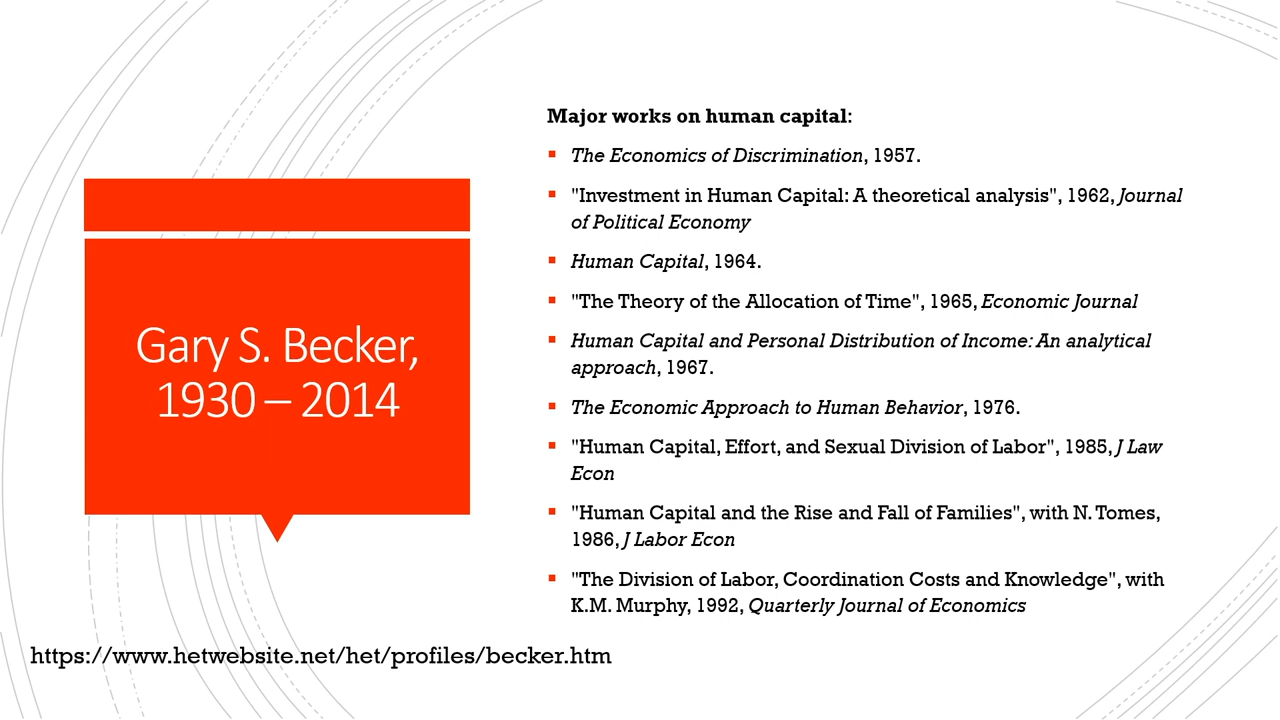 Gary S. Becker,
1930 – 2014
Major works on human capital:
The Economics of Discrimination, 1957.
"Investment in Human Capital: A theoretical analysis", 1962, Journal
of Political Economy
Human Capital, 1964.
"The Theory of the Allocation of Time", 1965, Economic Journal
Human Capital and Personal Distribution of Income: An analytical
approach, 1967.
The Economic Approach to Human Behavior, 1976.
"Human Capital, Effort, and Sexual Division of Labor", 1985, J Law
Econ
"Human Capital and the Rise and Fall of Families", with N. Tomes,
1986, J Labor Econ
"The Division of Labor, Coordination Costs and Knowledge", with
K.M. Murphy, 1992, Quarterly Journal of Economics
https://www.hetwebsite.net/het/profiles/becker.htm